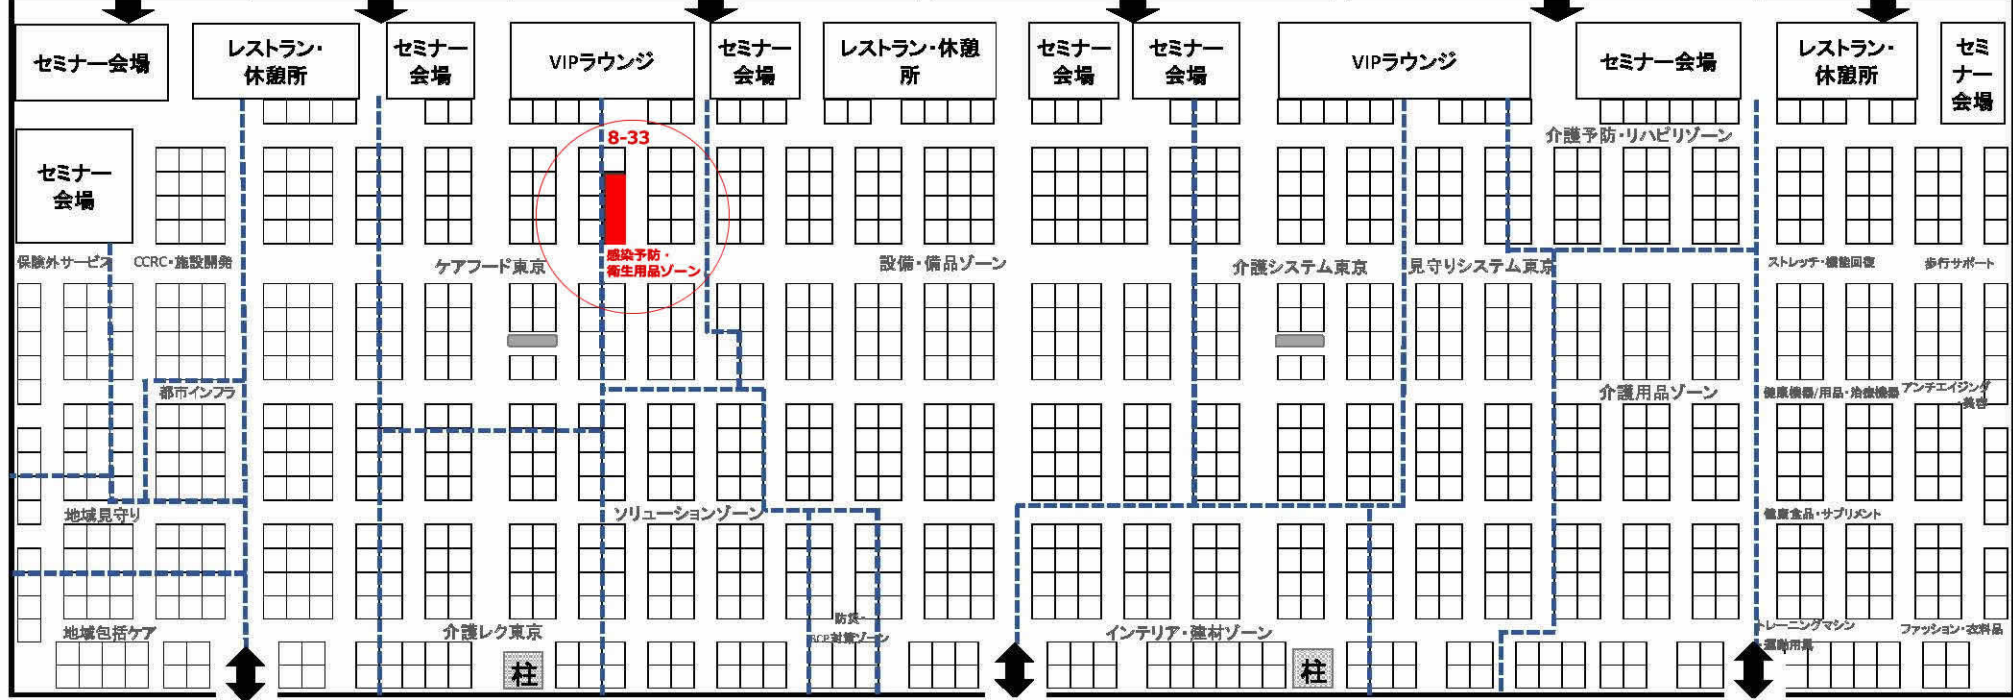 セミナー会場
レストラン・
休憩所
セミナー
会場
VIPラウンジ
セミナー
会場
レストラン・休憩
所
セミナー
会場
セミナー
会場
VIPラウンジ
セミナー会場
レストラン・
休憩所
セミ
ナー
会場
セミナー
会場
8-33
介護予防・リハビリゾーン
感染予防・
衛生用品ゾーン
保険外サービス
CCRC・施設開発
ケアフード東京
設備・備品ゾーン
介護システム東京
見守りシステム東京
ストレッチ・機能回復
歩行サポート
都市インフラ
介護用品ゾーン
健康機器/用品・治療機器
アンチエイジング
・美容
地域見守り
ソリューションゾーン
健康食品・サプリメント
地域包括ケア
介護レク東京
防災・
BCP対策ゾーン
インテリア・建材ゾーン
トレーニングマシン
・運動用具
ファッション・衣料品
柱
柱